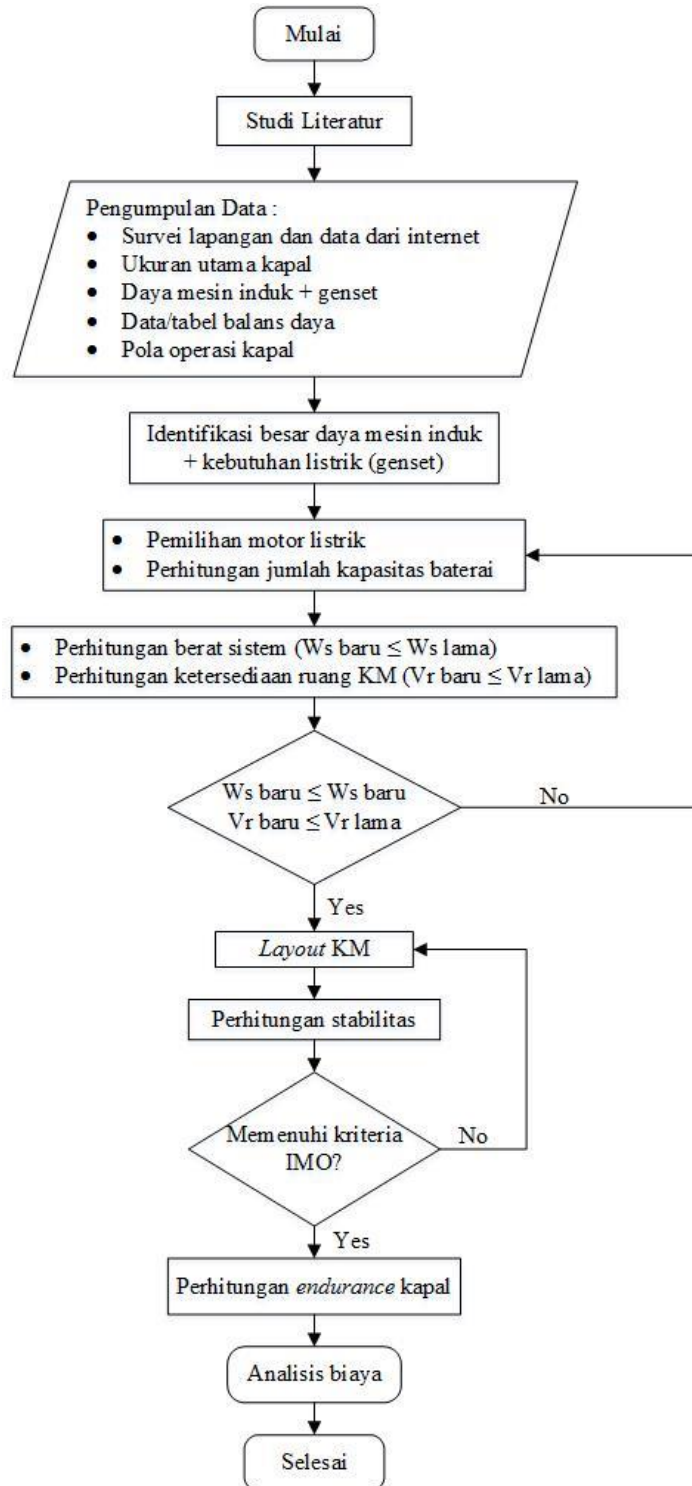 Mulai
Studi Literatur
Pengumpulan Data :
• Survei lapangan dan data dari internet
• Ukuran utama kapal
• Daya mesin induk + genset
• Data/tabel balans daya
• Pola operasi kapal
Identifikasi besar daya mesin induk
+ kebutuhan listrik (genset)
• Pemilihan motor listrik
• Perhitungan jumlah kapasitas baterai
• Perhitungan berat sistem (Ws baru ≤ Ws lama)
• Perhitungan ketersediaan ruang KM (Vr baru ≤ Vr lama)
Ws baru ≤ Ws baru
Vr baru ≤ Vr lama
No
Yes
Layout KM
Perhitungan stabilitas
Memenuhi kriteria
IMO?
No
Yes
Perhitungan endurance kapal
Analisis biaya
Selesai